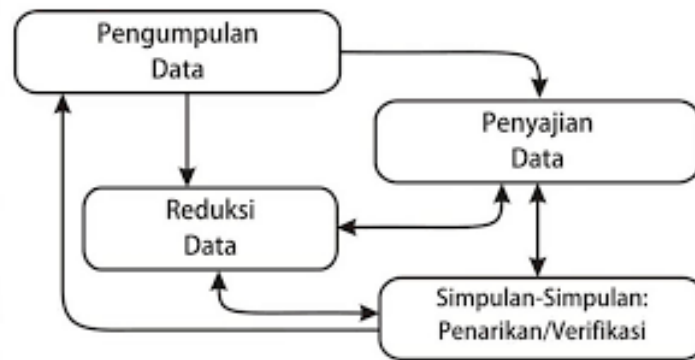 Pengumpulan
Data
Penyajian
Data
Reduksi
Data
Simpulan-Simpulan:
Penarikan/Verifikasi